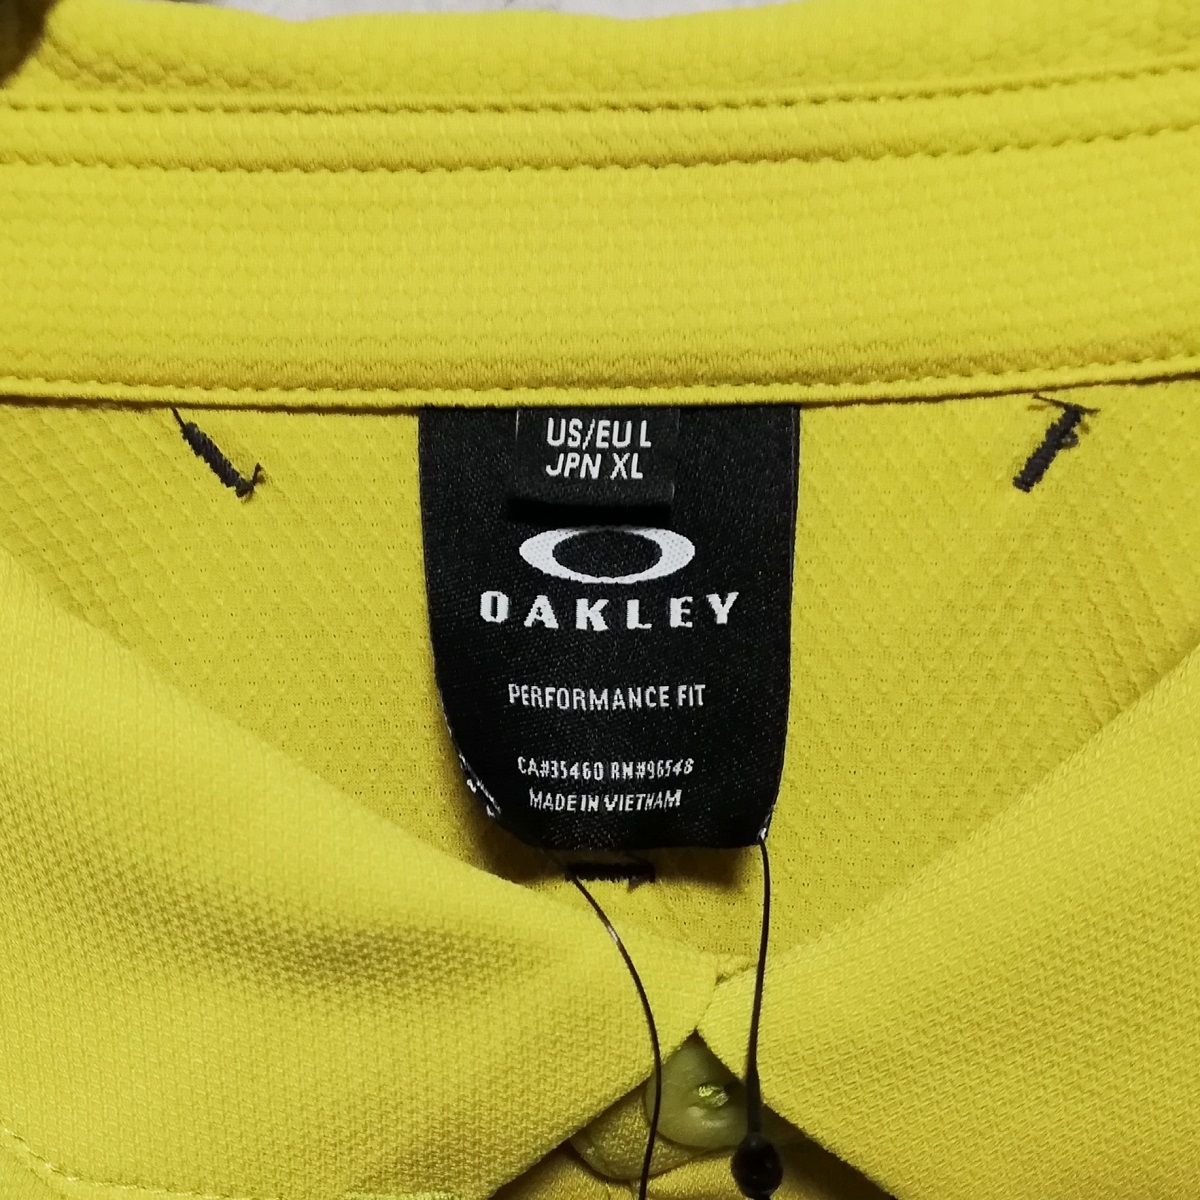 US/EU L
JPN XL
OAKLEY
PERFORMANCE FIT
CA#35460 RN#96548
MADE IN VIETNAM